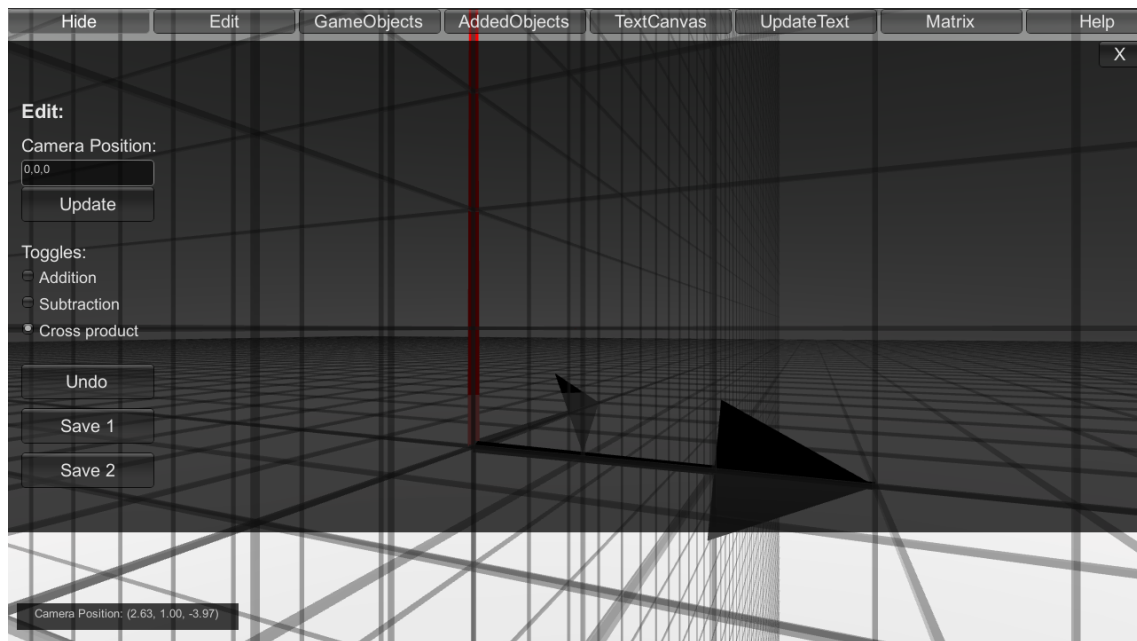 Hide Edit GameObjects AddedObjects TextCanvas UpdateText Matrix Help
X
Edit:
Camera Position:
0,0,0
Update
Toggles:
Addition
Subtraction
Cross product
Undo
Save 1
Save 2
Camera Position: (2.63, 1.00, -3.97)